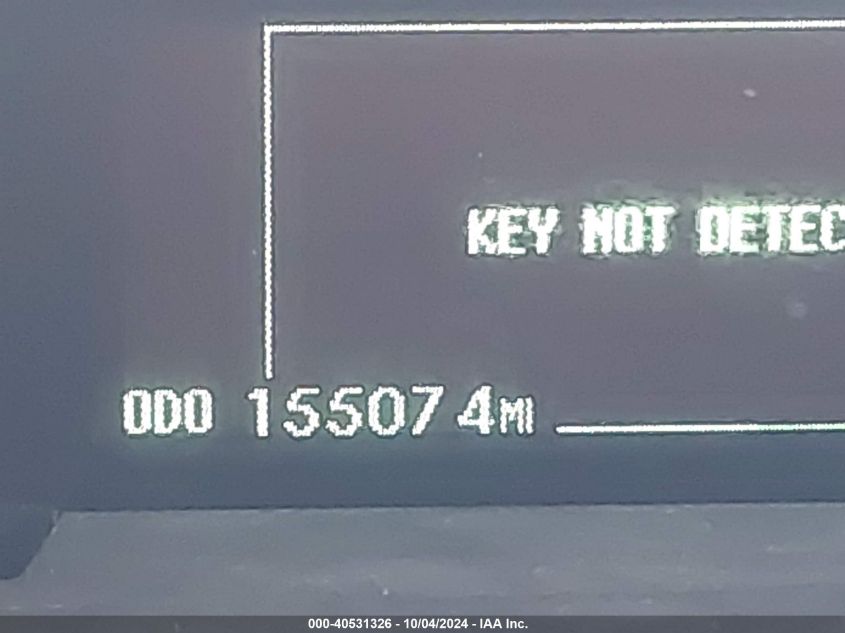 KEY NOT DETEC
ODO 155074MI
000-40531326 - 10/04/2024 - IAA Inc.